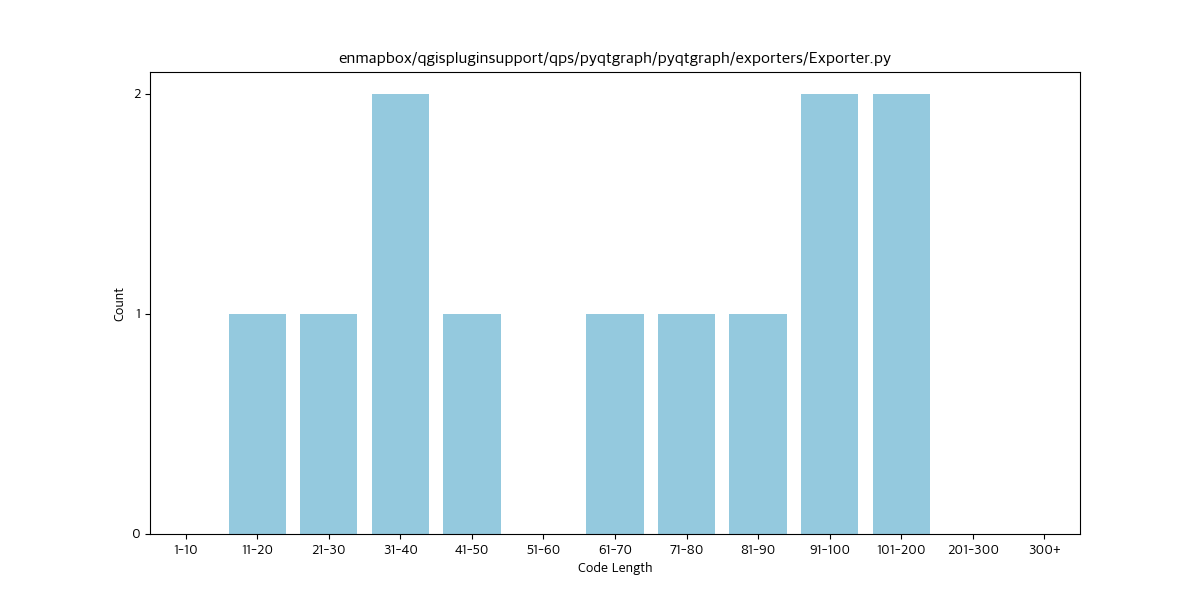 enmapbox/qgispluginsupport/qps/pyqtgraph/pyqtgraph/exporters/Exporter.py
2
1
0
Count
1-10 11-20 21-30 31-40 41-50 51-60 61-70 71-80 81-90 91-100 101-200 201-300 300+
Code Length